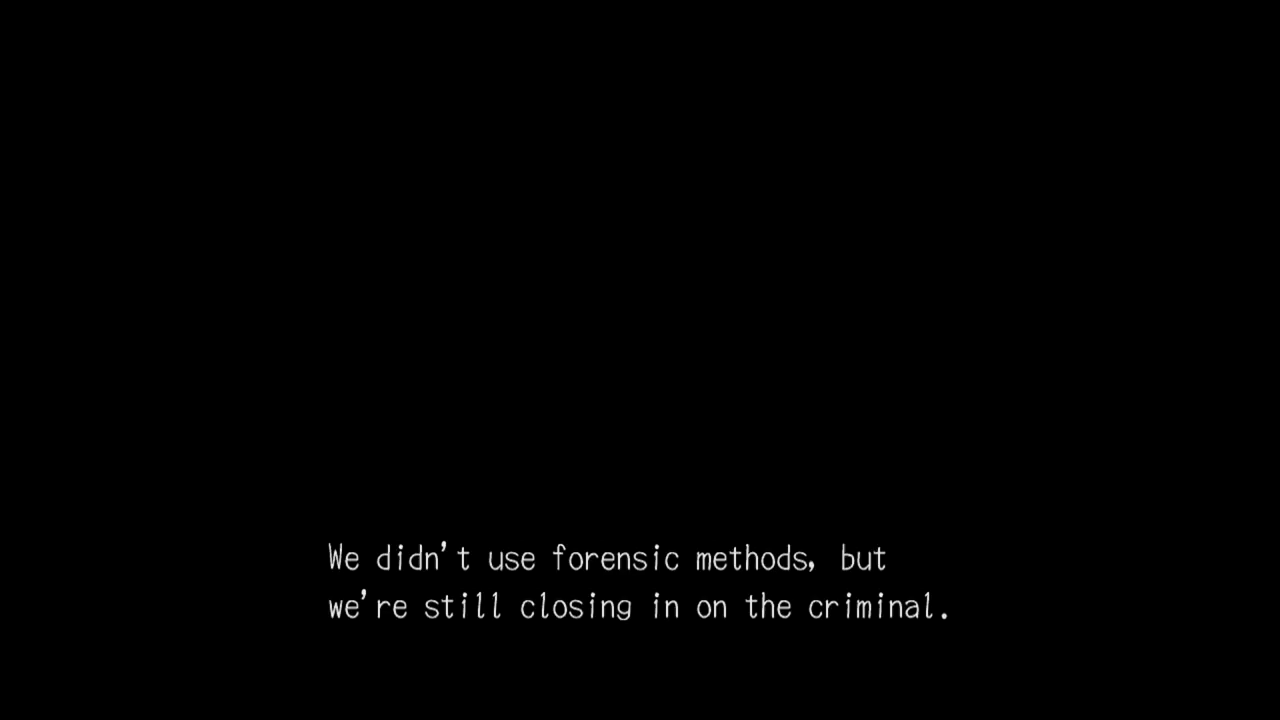 We didn't use forensic methods, but
we're still closing in on the criminal.